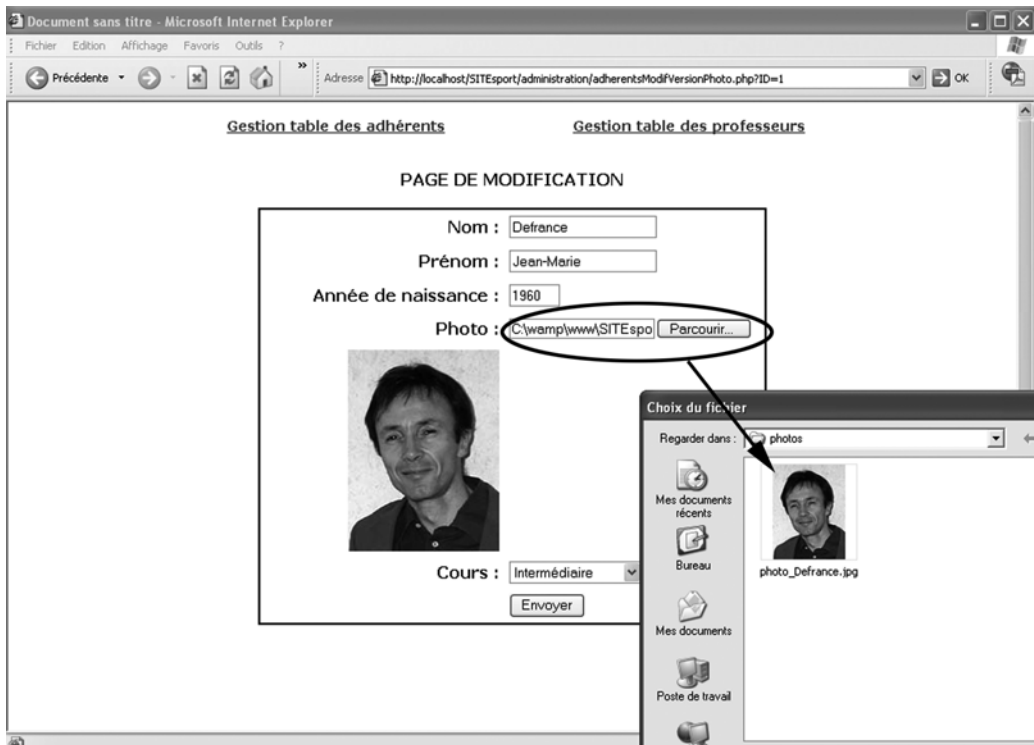 Document sans titre - Microsoft Internet Explorer
Fichier Edition Affichage Favoris Outils ?
Précédente » Adresse http://localhost/SITEsport/administration/adherentsModifVersionPhoto.php?ID=1 OK
Gestion table des adhérents Gestion table des professeurs
PAGE DE MODIFICATION
Nom : Defrance
Prénom : Jean-Marie
Année de naissance : 1960
Photo : C:\wamp\www\SITEspo Parcourir...
Choix du fichier
Regarder dans : photos
Mes documents
récents
Bureau
photo_Defrance.jpg
Cours : Intermédiaire
Envoyer
Mes documents
Poste de travail